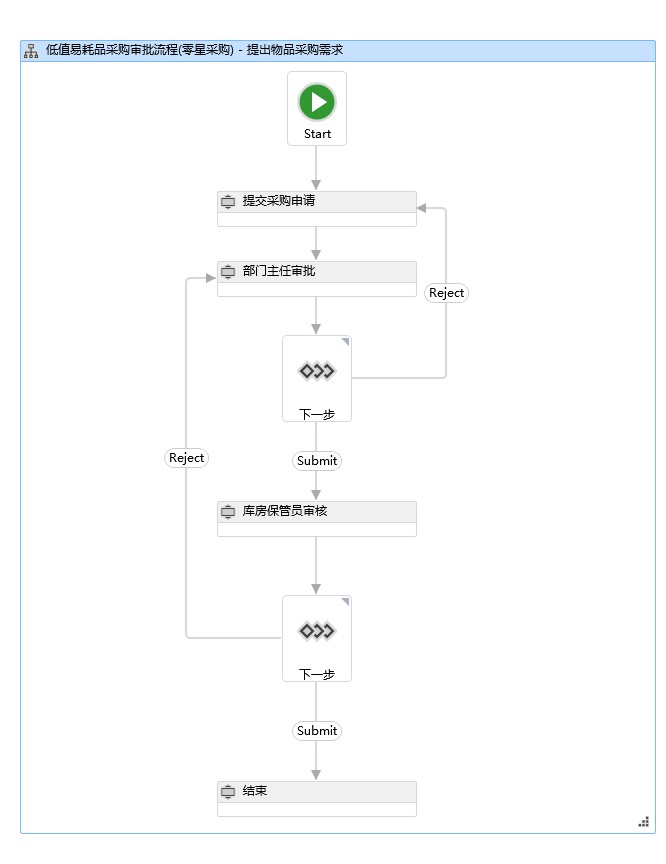 低值易耗品采购审批流程(零星采购) - 提出物品采购需求
Start
提交采购申请
部门主任审批
Reject
下一步
Reject
Submit
库房保管员审核
下一步
Submit
结束